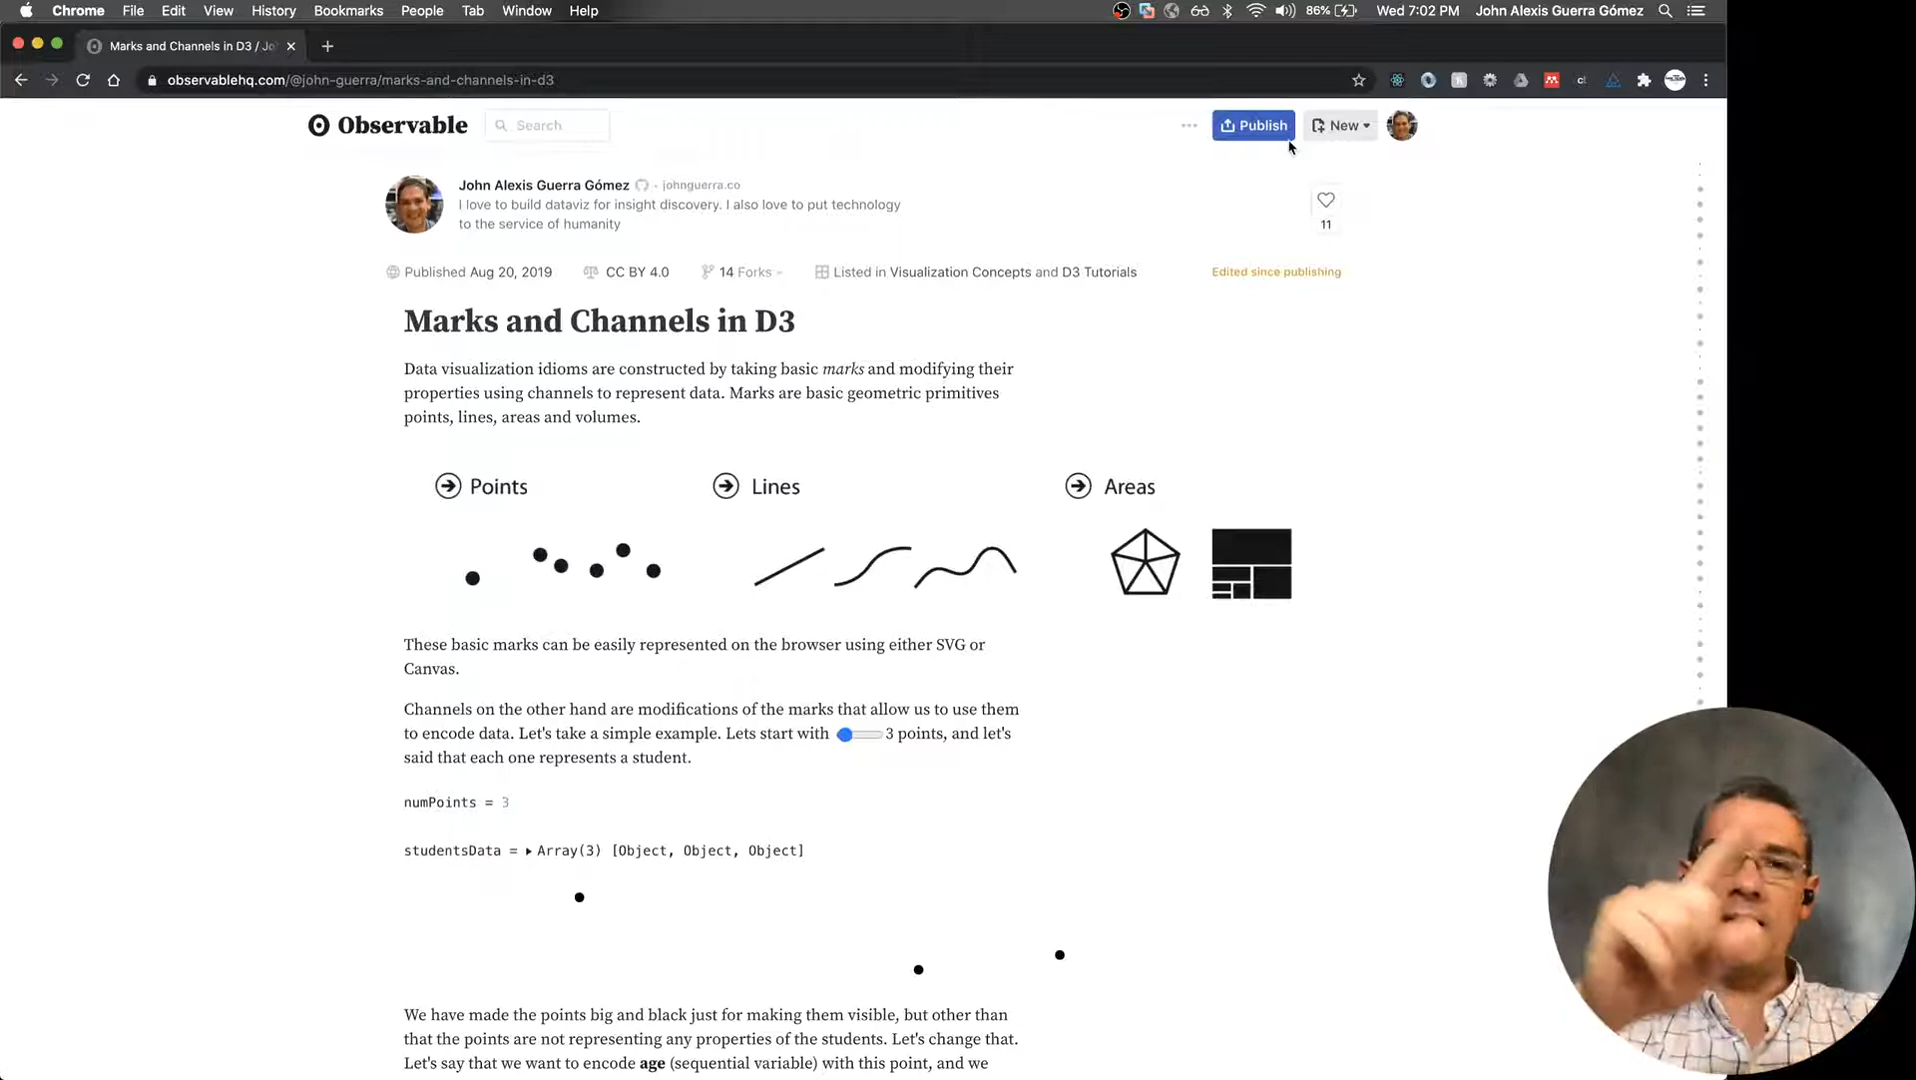 Chrome File Edit View History Bookmarks People Tab Window Help 86% Wed 7:02 PM John Alexis Guerra Gómez
Marks and Channels in D3 / Jo
observablehq.com/@john-guerra/marks-and-channels-in-d3
Observable Search Publish New
John Alexis Guerra Gómez · johnguerra.co
I love to build dataviz for insight discovery. I also love to put technology
to the service of humanity
11
Published Aug 20, 2019 CC BY 4.0 14 Forks Listed in Visualization Concepts and D3 Tutorials Edited since publishing
Marks and Channels in D3
Data visualization idioms are constructed by taking basic marks and modifying their
properties using channels to represent data. Marks are basic geometric primitives
points, lines, areas and volumes.
Points Lines Areas
These basic marks can be easily represented on the browser using either SVG or
Canvas.
Channels on the other hand are modifications of the marks that allow us to use them
to encode data. Let's take a simple example. Lets start with 3 points, and let's
said that each one represents a student.
numPoints = 3
studentsData = ▸ Array(3) [Object, Object, Object]
We have made the points big and black just for making them visible, but other than
that the points are not representing any properties of the students. Let's change that.
Let's say that we want to encode age (sequential variable) with this point, and we